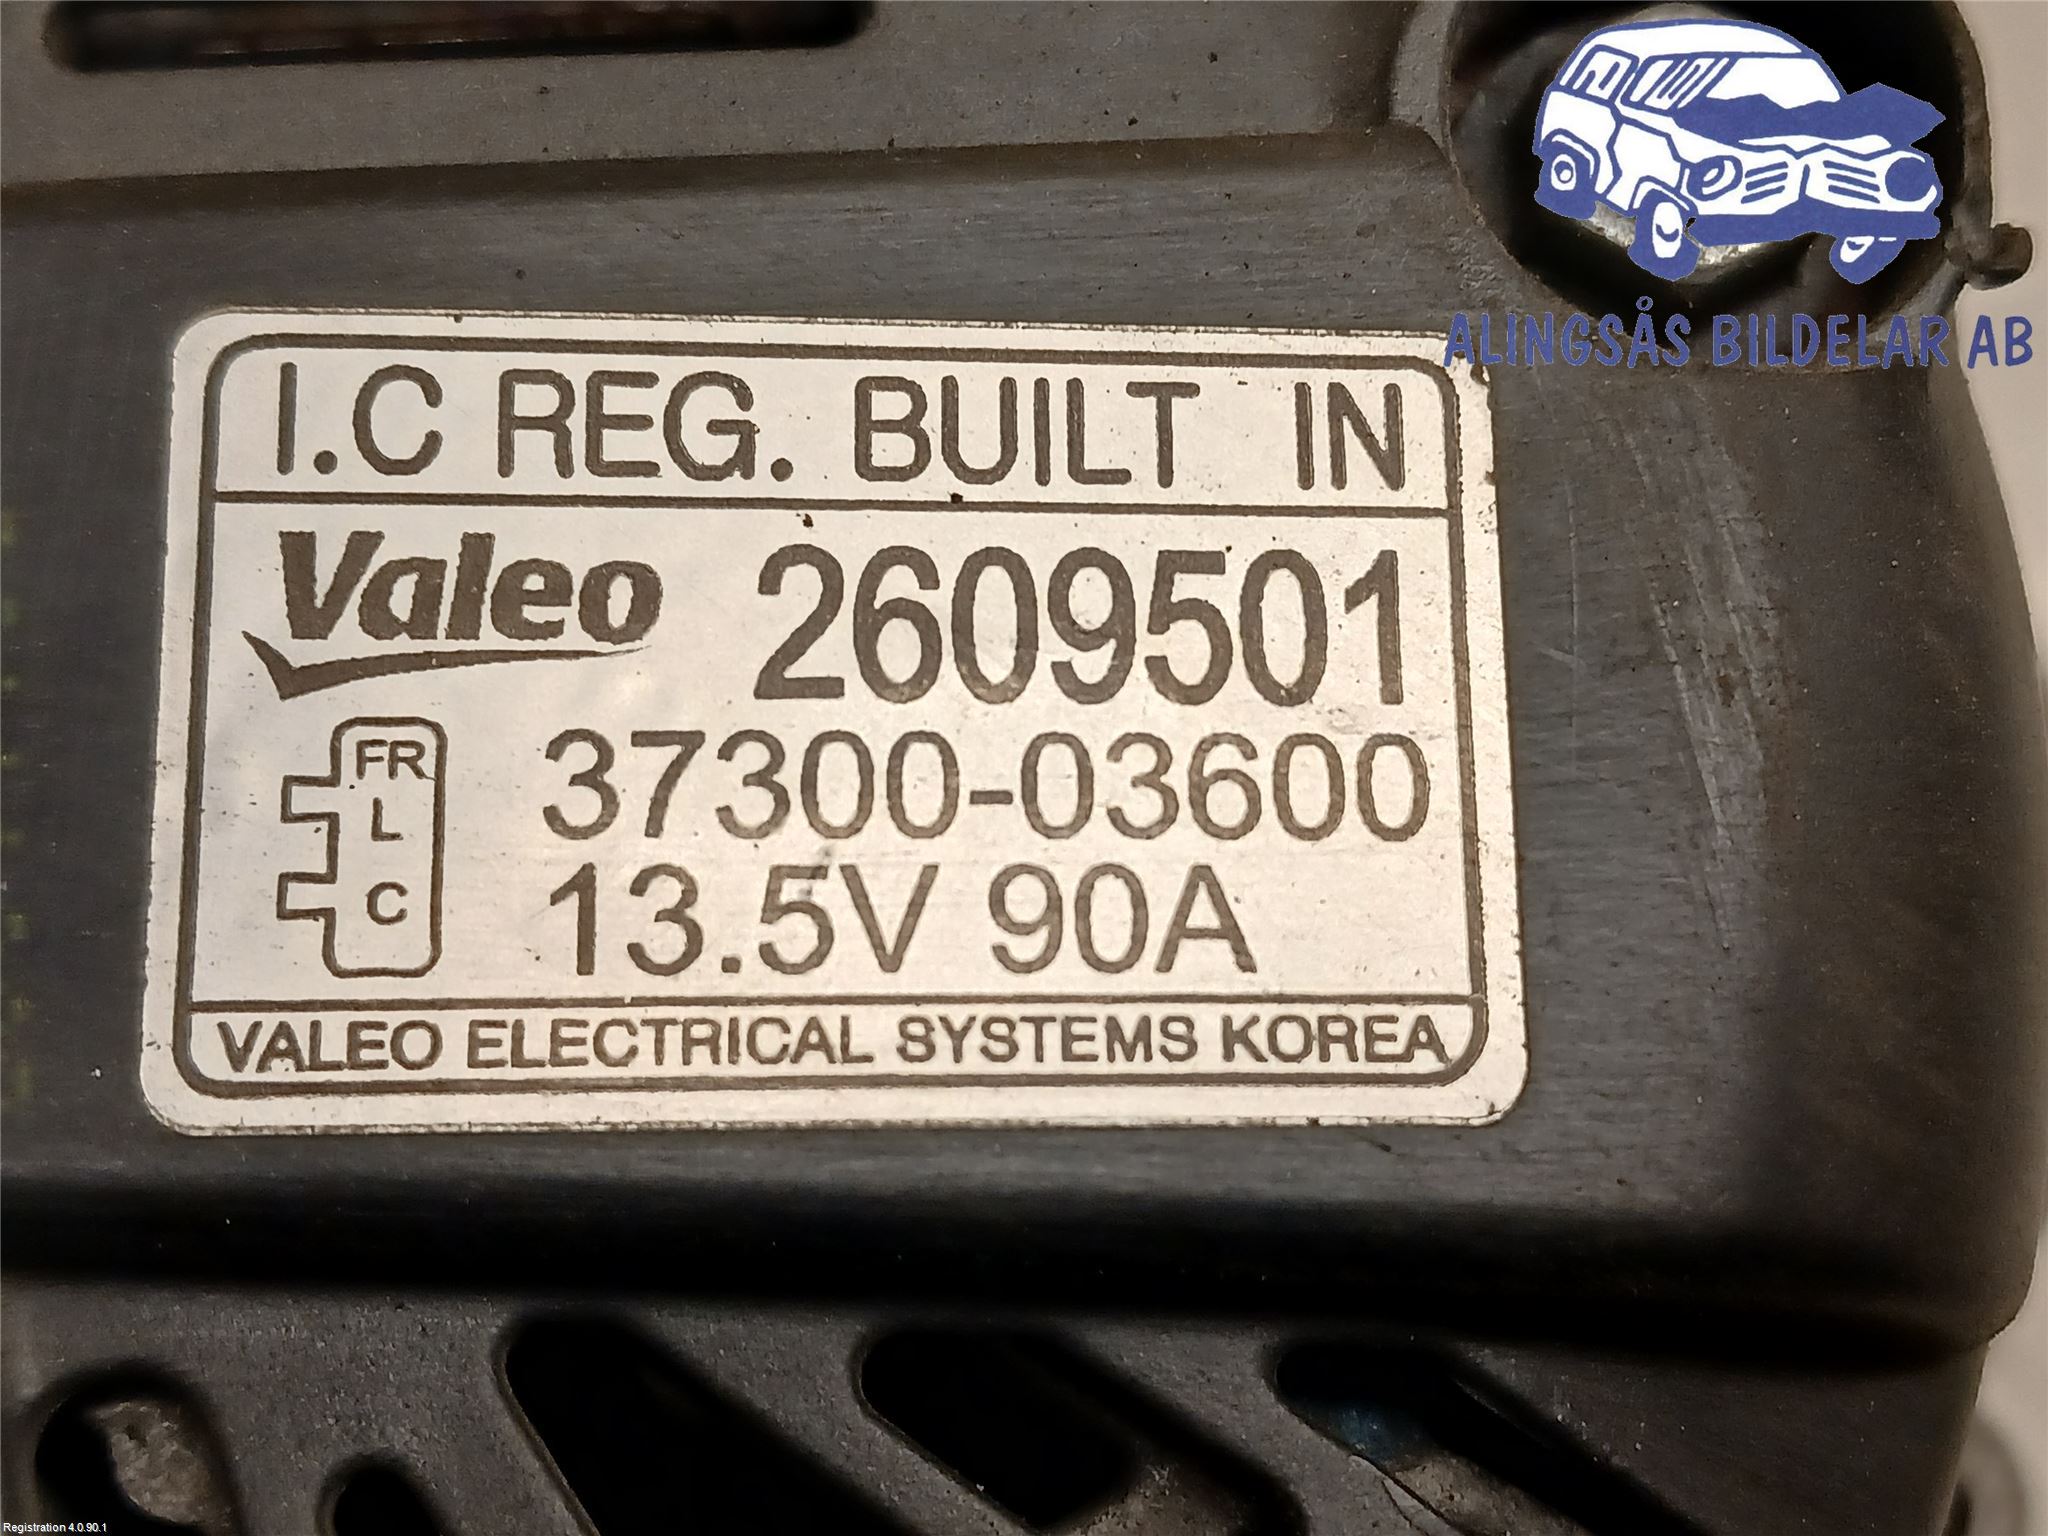 ALINGSÅS BILDELAR AB
I.C REG. BUILT IN
Valeo 2609501
FR
L
C
37300-03600
13.5V 90A
VALEO ELECTRICAL SYSTEMS KOREA
Registration 4.0.90.1